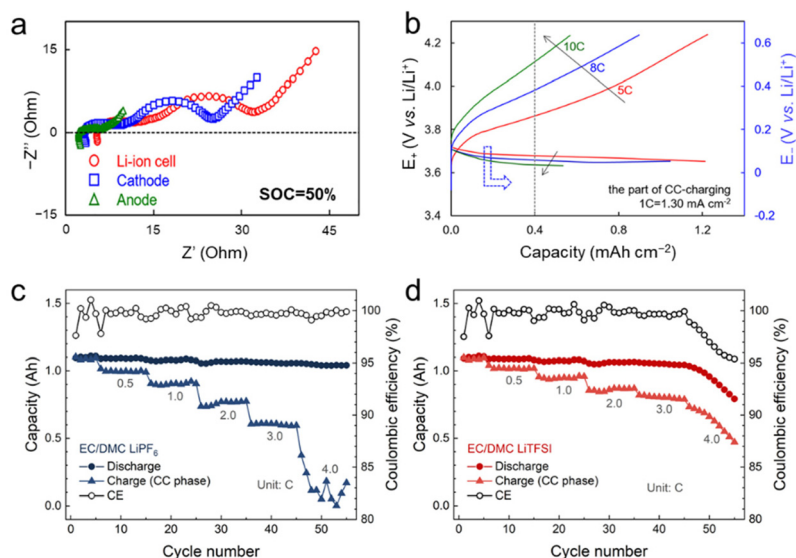 a
15
0
−15
−Z'' (Ohm)
Li-ion cell
Cathode
Anode
SOC=50%
0
15
30
45
60
Z' (Ohm)
b
4.2
4.0
3.8
3.6
3.4
E₊ (V vs. Li/Li⁺)
10C
8C
5C
0.6
0.4
0.2
0
-0.2
E₋ (V vs. Li/Li⁺)
the part of CC-charging
1C=1.30 mA cm⁻²
0.0
0.4
0.8
1.2
Capacity (mAh cm⁻²)
c
1.5
1.0
0.5
0.0
Capacity (Ah)
0.5
1.0
2.0
3.0
4.0
EC/DMC LiPF₆
Discharge
Charge (CC phase)
CE
Unit: C
100
95
90
85
80
Coulombic efficiency (%)
0
10
20
30
40
50
Cycle number
d
1.5
1.0
0.5
0.0
Capacity (Ah)
0.5
1.0
2.0
3.0
4.0
EC/DMC LiTFSI
Discharge
Charge (CC phase)
CE
Unit: C
100
95
90
85
80
Coulombic efficiency (%)
0
10
20
30
40
50
Cycle number